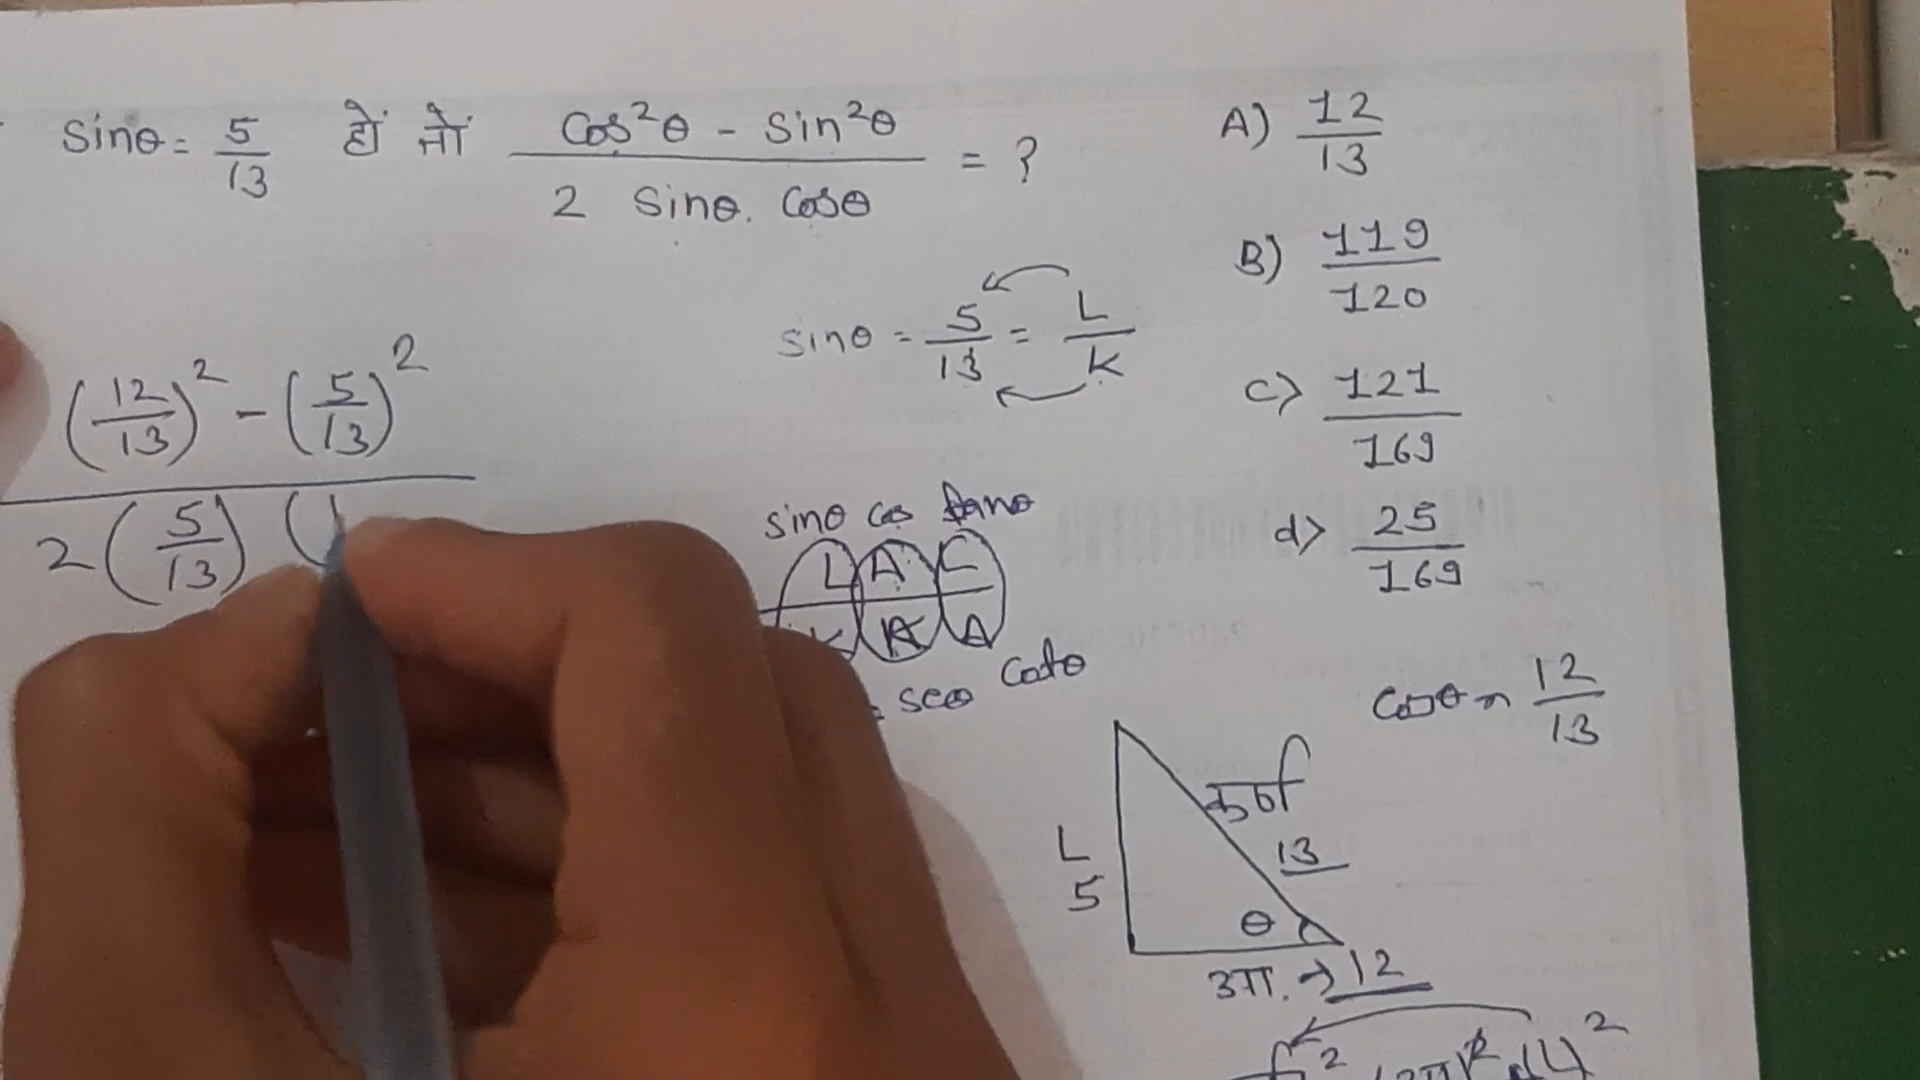 sinθ = 5/13 हो तो (cos²θ - sin²θ)/(2 sinθ. cosθ) = ?
A) 12/13
B) 119/120
C) 121/169
d) 25/169
sinθ = 5/13 = L/K
((12/13)² - (5/13)²)/(2 (5/13) (1
sinθ cos tanθ
L A L
K K A
sec cotθ
cosθ = 12/13
कर्ण
13
L
5
θ
आ. → 12